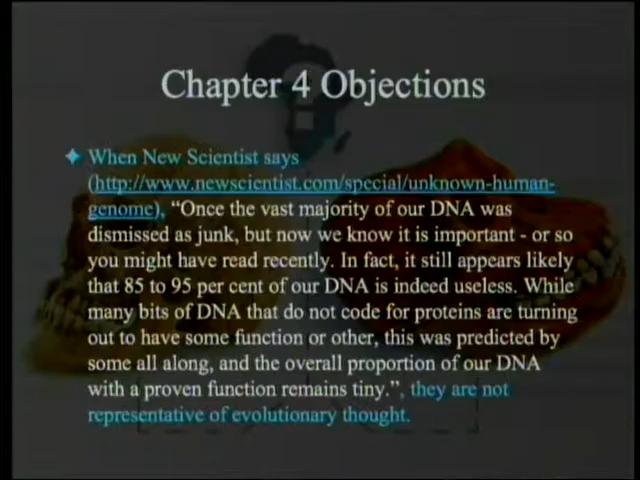 Chapter 4 Objections
When New Scientist says
(http://www.newscientist.com/special/unknown-human-
genome), “Once the vast majority of our DNA was
dismissed as junk, but now we know it is important - or so
you might have read recently. In fact, it still appears likely
that 85 to 95 per cent of our DNA is indeed useless. While
many bits of DNA that do not code for proteins are turning
out to have some function or other, this was predicted by
some all along, and the overall proportion of our DNA
with a proven function remains tiny.”, they are not
representative of evolutionary thought.